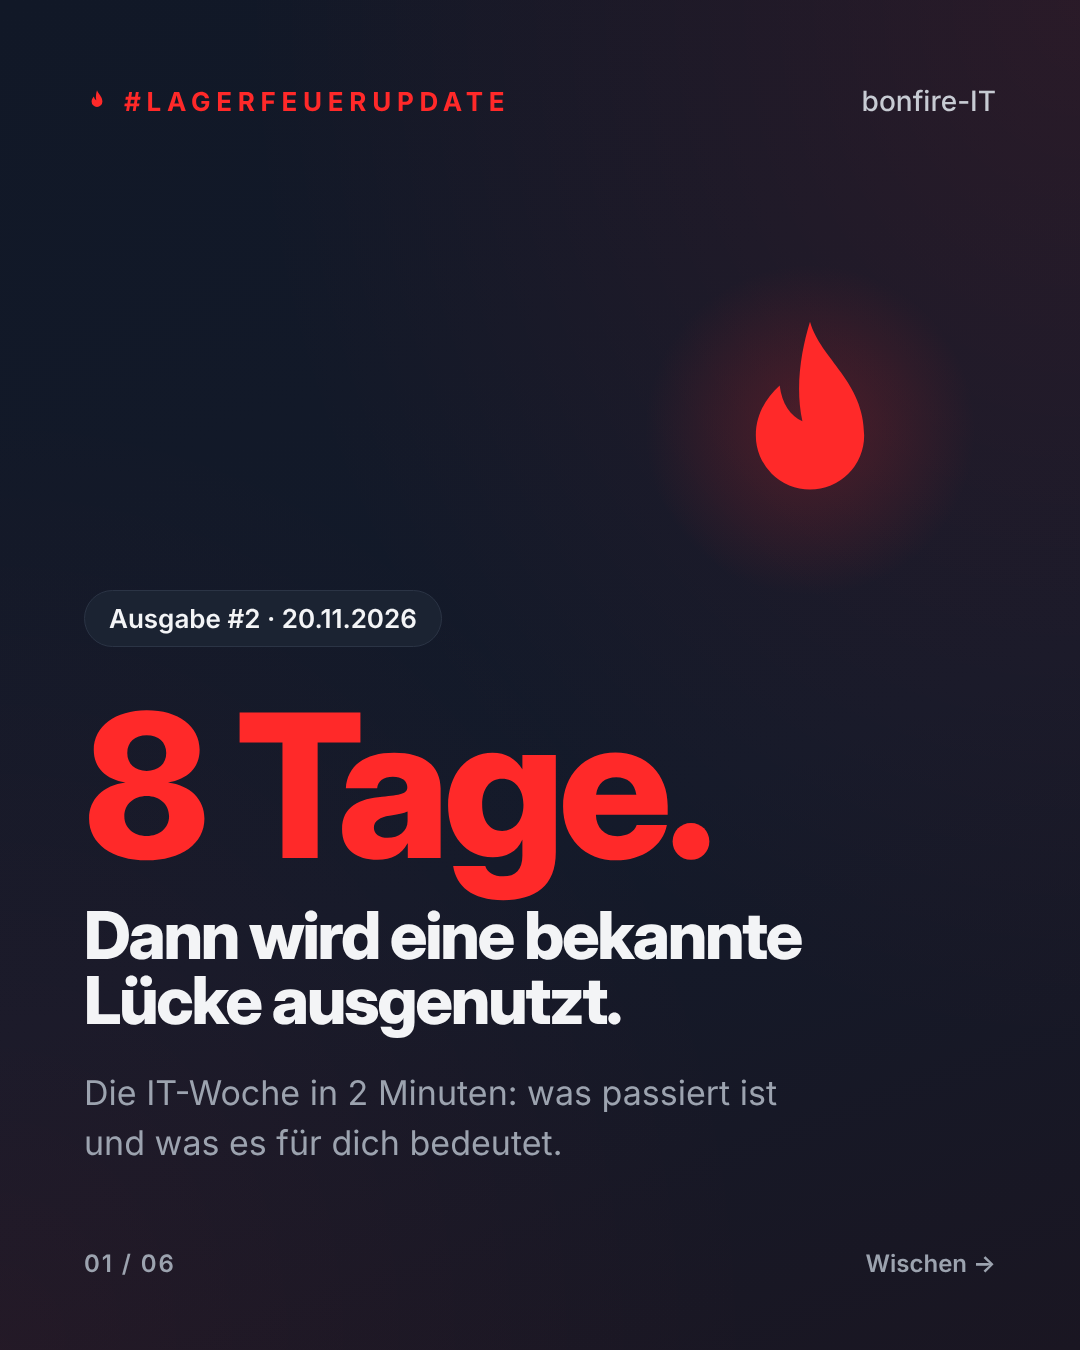 #LAGERFEUERUPDATE
bonfire-IT
Ausgabe #2 · 20.11.2026
8 Tage.
Dann wird eine bekannte
Lücke ausgenutzt.
Die IT-Woche in 2 Minuten: was passiert ist
und was es für dich bedeutet.
01 / 06
Wischen →